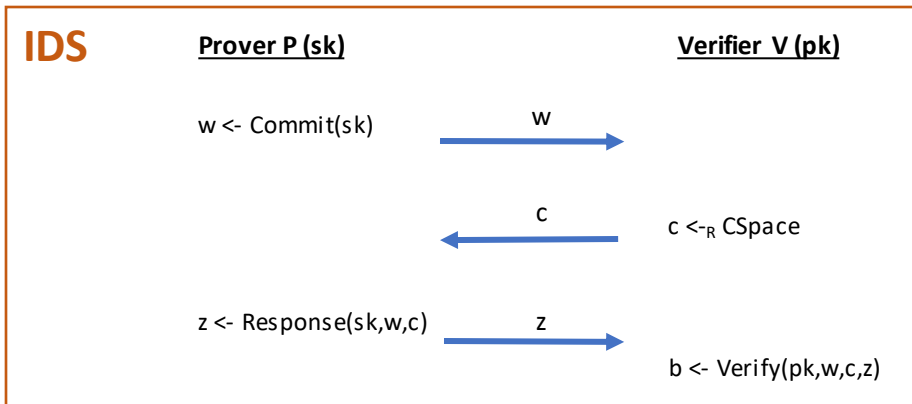 IDS
Prover P (sk)
Verifier V (pk)
w <- Commit(sk)
w
c
c <-R CSpace
z <- Response(sk,w,c)
z
b <- Verify(pk,w,c,z)